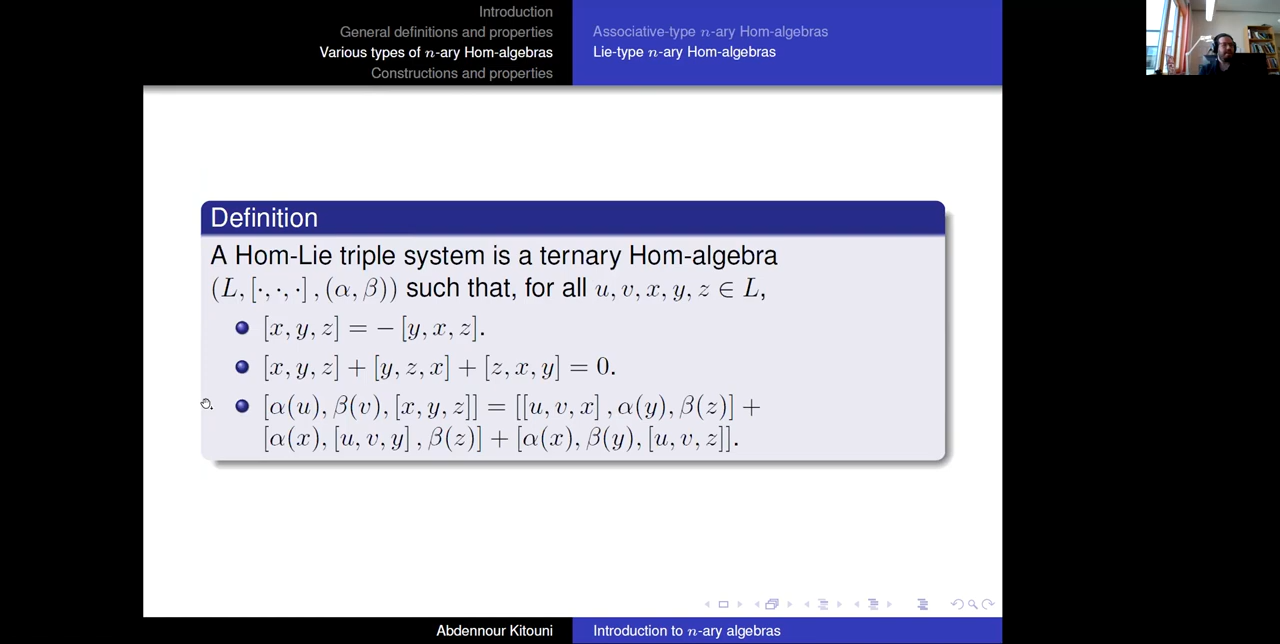 Introduction
General definitions and properties
Various types of n-ary Hom-algebras
Constructions and properties
Associative-type n-ary Hom-algebras
Lie-type n-ary Hom-algebras
Definition
A Hom-Lie triple system is a ternary Hom-algebra
(L, [·, ·, ·] , (α, β)) such that, for all u, v, x, y, z ∈ L,
[x, y, z] = − [y, x, z].
[x, y, z] + [y, z, x] + [z, x, y] = 0.
[α(u), β(v), [x, y, z]] = [[u, v, x] , α(y), β(z)] +
[α(x), [u, v, y] , β(z)] + [α(x), β(y), [u, v, z]].
Abdennour Kitouni
Introduction to n-ary algebras